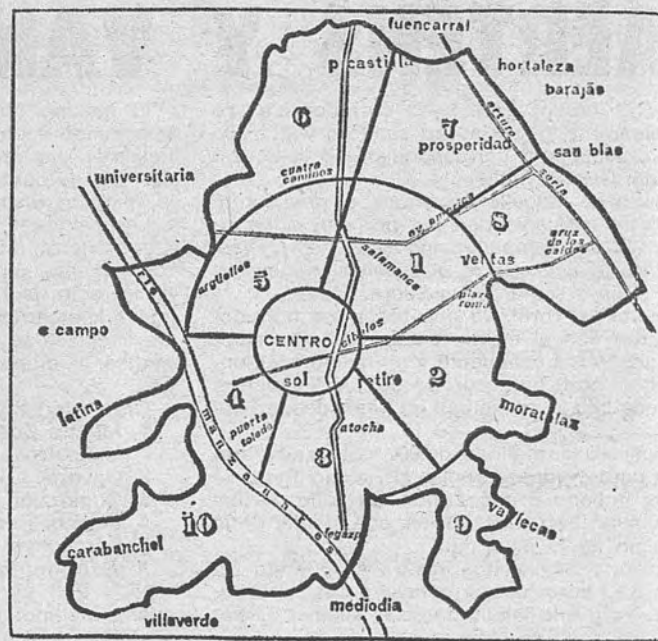 fuencarral
p.castilla
hortaleza
barajas
6
7
arturo
prosperidad
san blas
cuatro
caminos
universitaria
soria
av. america
8
cruz
de los
caidos
1
salamanca
ventas
argüelles
5
plaza
roma
rio
e campo
CENTRO
cibeles
sol
retiro
2
4
latina
moratalaz
puerta
toledo
atocha
manzanares
3
vallecas
10
9
legazpi
carabanchel
mediodia
villaverde